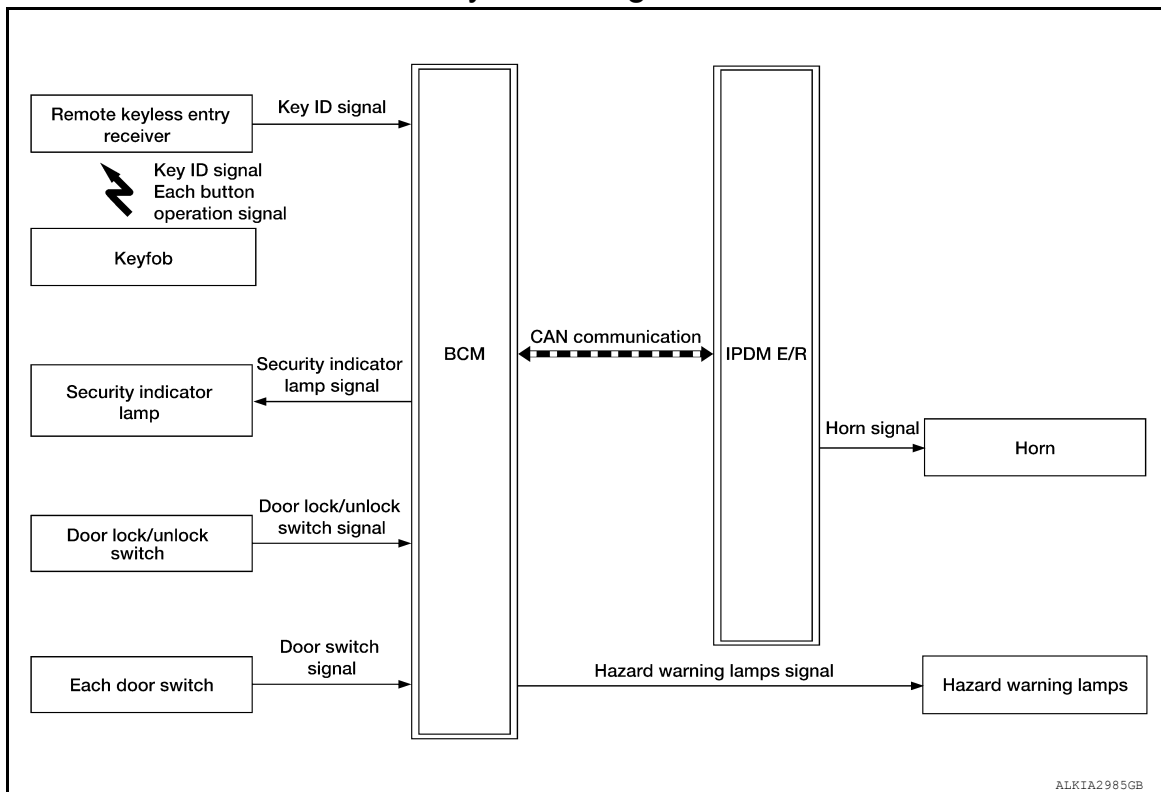 Remote keyless entry
receiver
Key ID signal
Key ID signal
Each button
operation signal
Keyfob
Security indicator
lamp
Security indicator
lamp signal
Door lock/unlock
switch
Door lock/unlock
switch signal
Each door switch
Door switch
signal
BCM
CAN communication
IPDM E/R
Horn signal
Horn
Hazard warning lamps signal
Hazard warning lamps
ALKIA2985GB